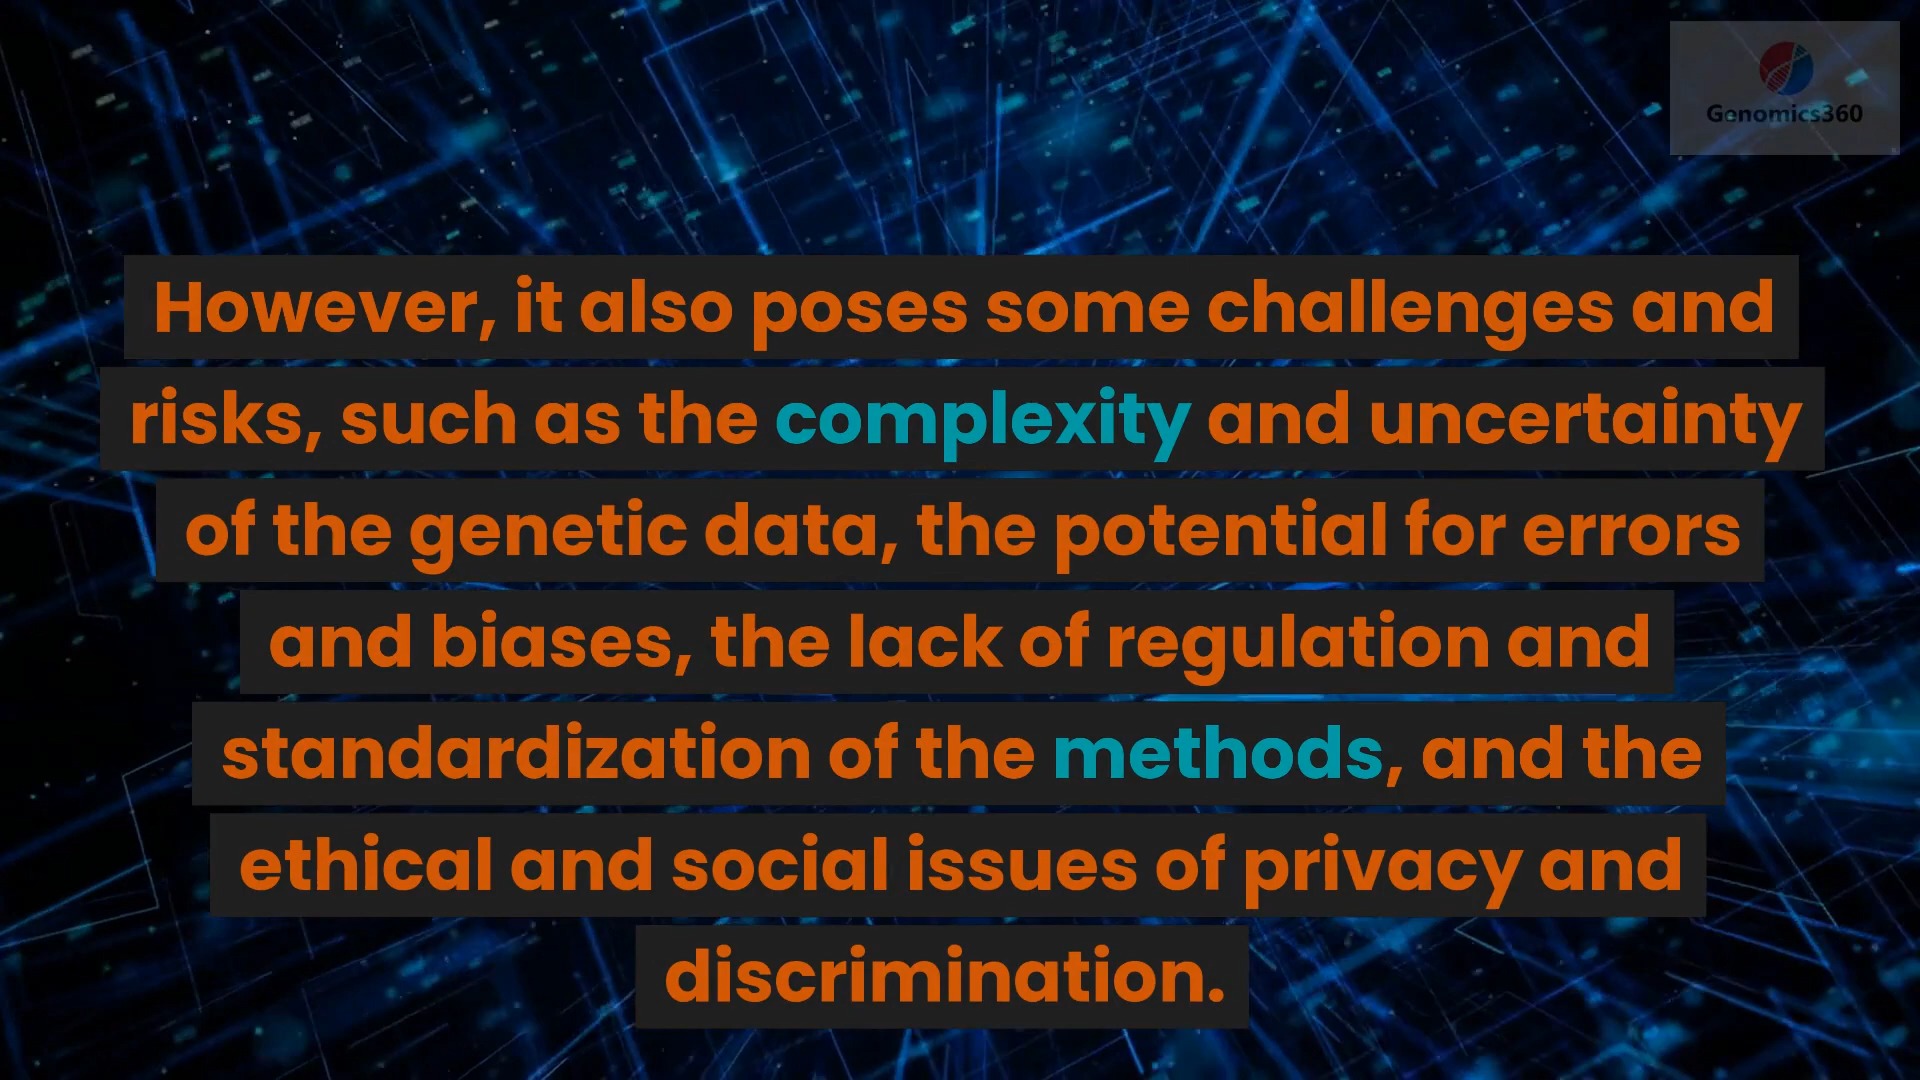 Genomics360
However, it also poses some challenges and
risks, such as the complexity and uncertainty
of the genetic data, the potential for errors
and biases, the lack of regulation and
standardization of the methods, and the
ethical and social issues of privacy and
discrimination.